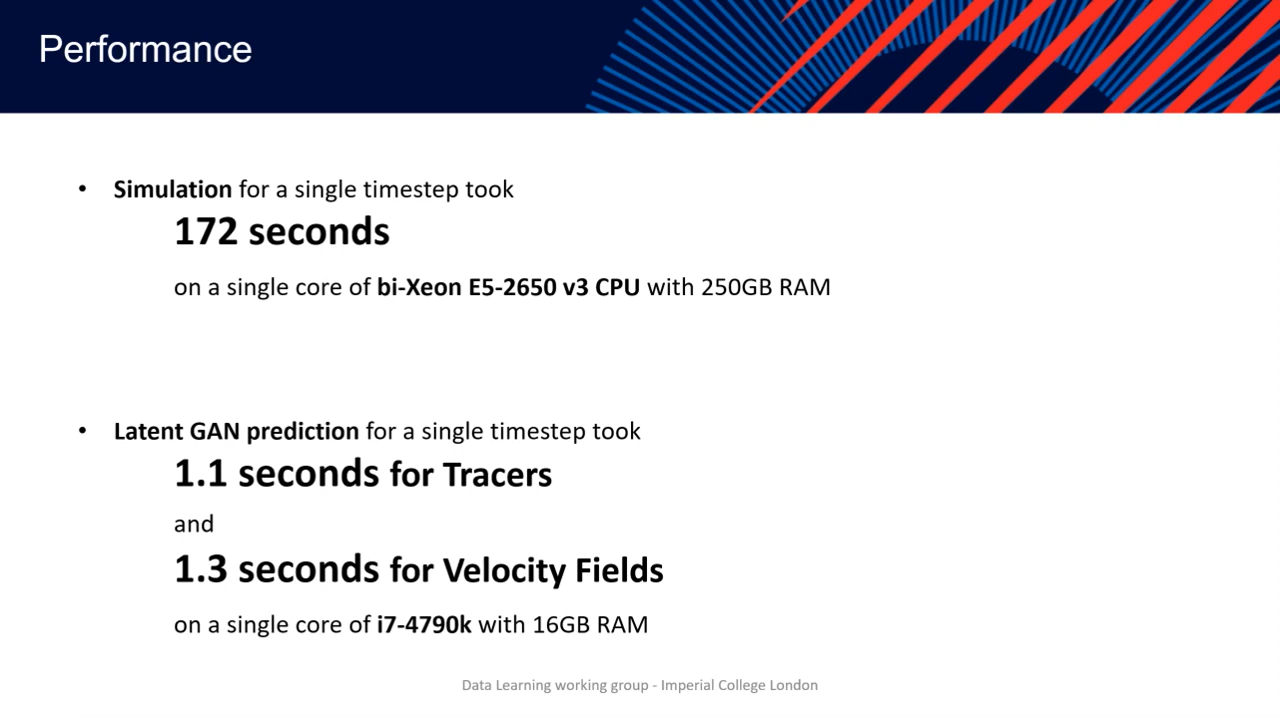 Performance
• Simulation for a single timestep took
172 seconds
on a single core of bi-Xeon E5-2650 v3 CPU with 250GB RAM
• Latent GAN prediction for a single timestep took
1.1 seconds for Tracers
and
1.3 seconds for Velocity Fields
on a single core of i7-4790k with 16GB RAM
Data Learning working group - Imperial College London